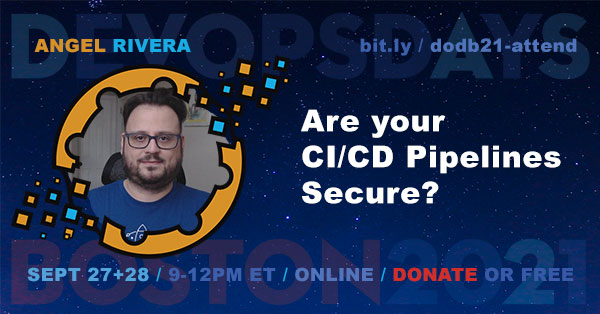 DEVOPSDAYS
ANGEL RIVERA
bit.ly / dodb21-attend
Are your
CI/CD Pipelines
Secure?
BOSTON2021
SEPT 27+28 / 9-12PM ET / ONLINE / DONATE OR FREE